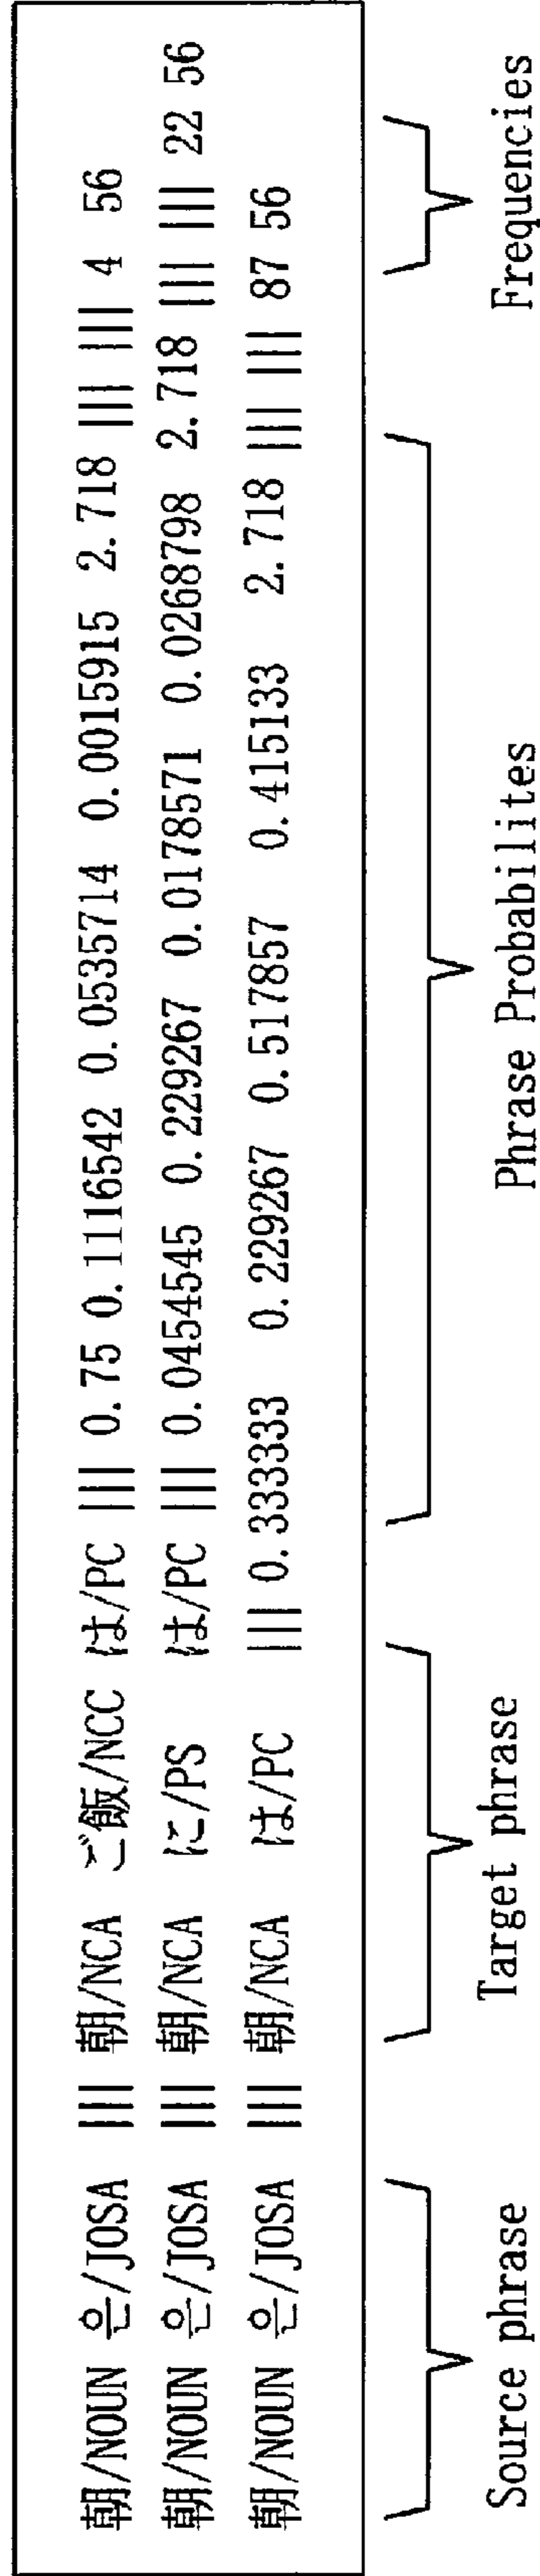 朝/NOUN 은/JOSA ||| 朝/NCA ご飯/NCC は/PC ||| 0.75 0.1116542 0.0535714 0.0015915 2.718 ||| ||| 4 56
朝/NOUN 은/JOSA ||| 朝/NCA に/PS は/PC ||| 0.0454545 0.229267 0.0178571 0.0268798 2.718 ||| ||| 22 56
朝/NOUN 은/JOSA ||| 朝/NCA は/PC ||| 0.333333 0.229267 0.517857 0.415133 2.718 ||| ||| 87 56
Source phrase Target phrase Phrase Probabilites Frequencies